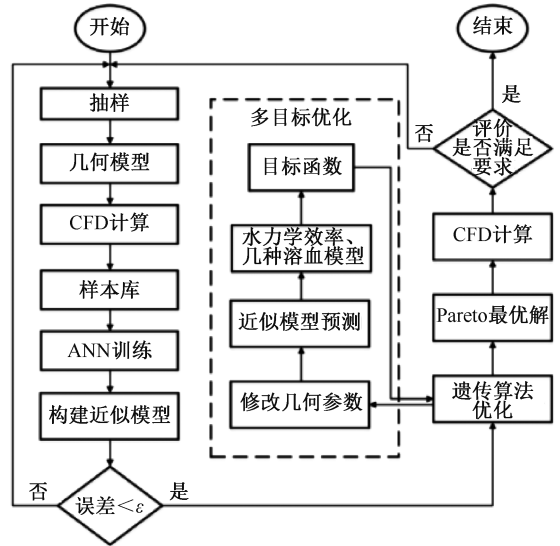 开始
抽样
几何模型
CFD计算
样本库
ANN训练
构建近似模型
误差<ε
否
是
多目标优化
目标函数
水力学效率、
几种溶血模型
近似模型预测
修改几何参数
遗传算法
优化
Pareto最优解
CFD计算
评价
是否满足
要求
否
是
结束